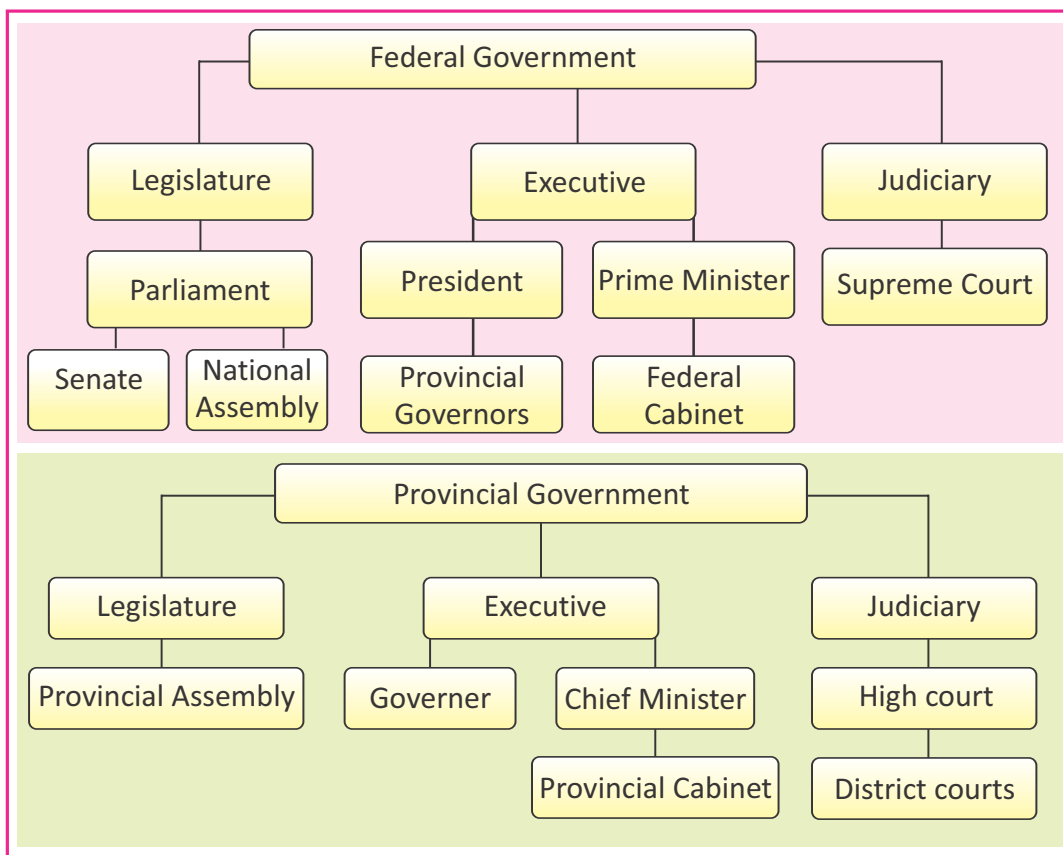 Federal Government
Legislature
Executive
Judiciary
Parliament
President
Prime Minister
Supreme Court
Senate
National
Assembly
Provincial
Governors
Federal
Cabinet
Provincial Government
Legislature
Executive
Judiciary
Provincial Assembly
Governer
Chief Minister
High court
Provincial Cabinet
District courts